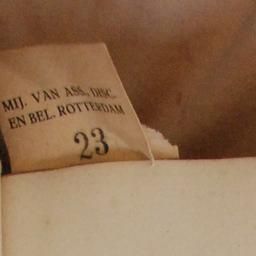 MIJ. VAN ASS. DISC.
EN BEL. ROTTERDAM
23